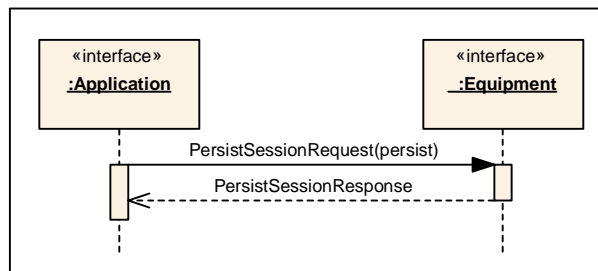 «interface»
:Application
«interface»
:Equipment
PersistSessionRequest(persist)
PersistSessionResponse